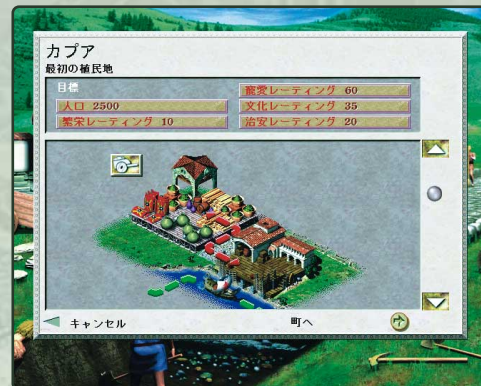 カプア
最初の植民地
目標
人口 2500
繁栄レーティング 10
寵愛レーティング 60
文化レーティング 35
治安レーティング 20
キャンセル
町へ